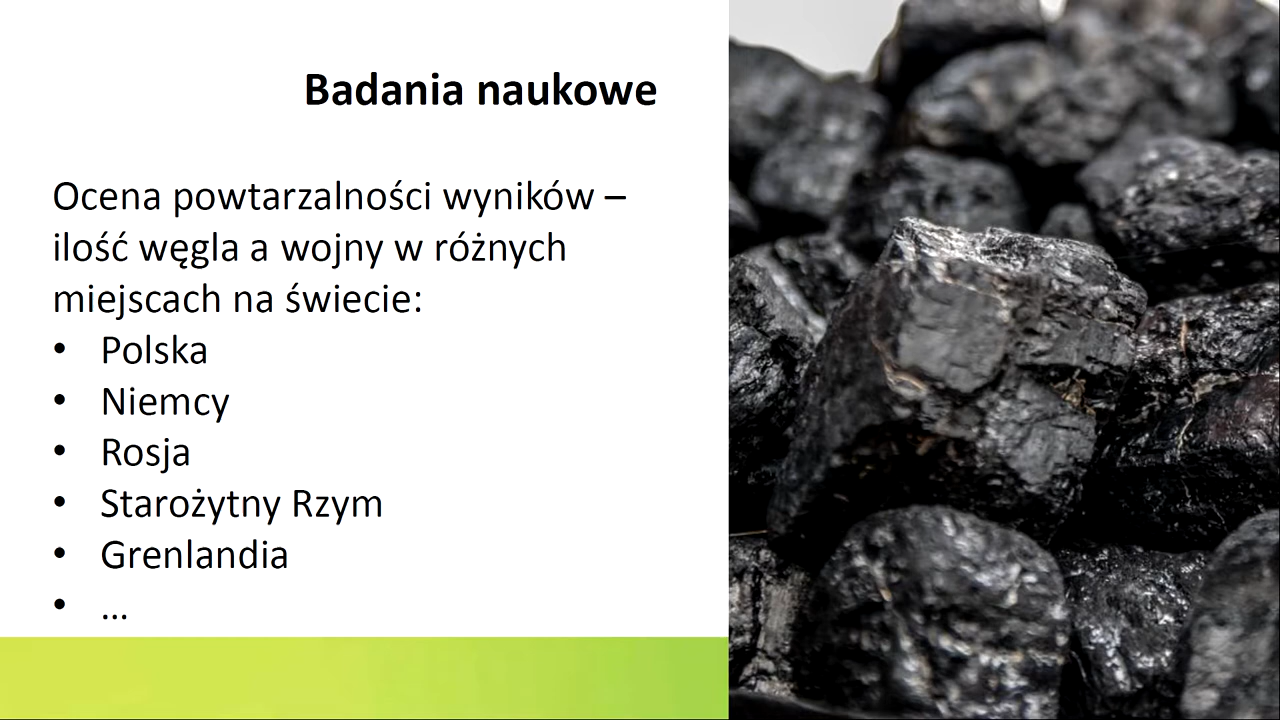 Badania naukowe
Ocena powtarzalności wyników –
ilość węgla a wojny w różnych
miejscach na świecie:
• Polska
• Niemcy
• Rosja
• Starożytny Rzym
• Grenlandia
• ...